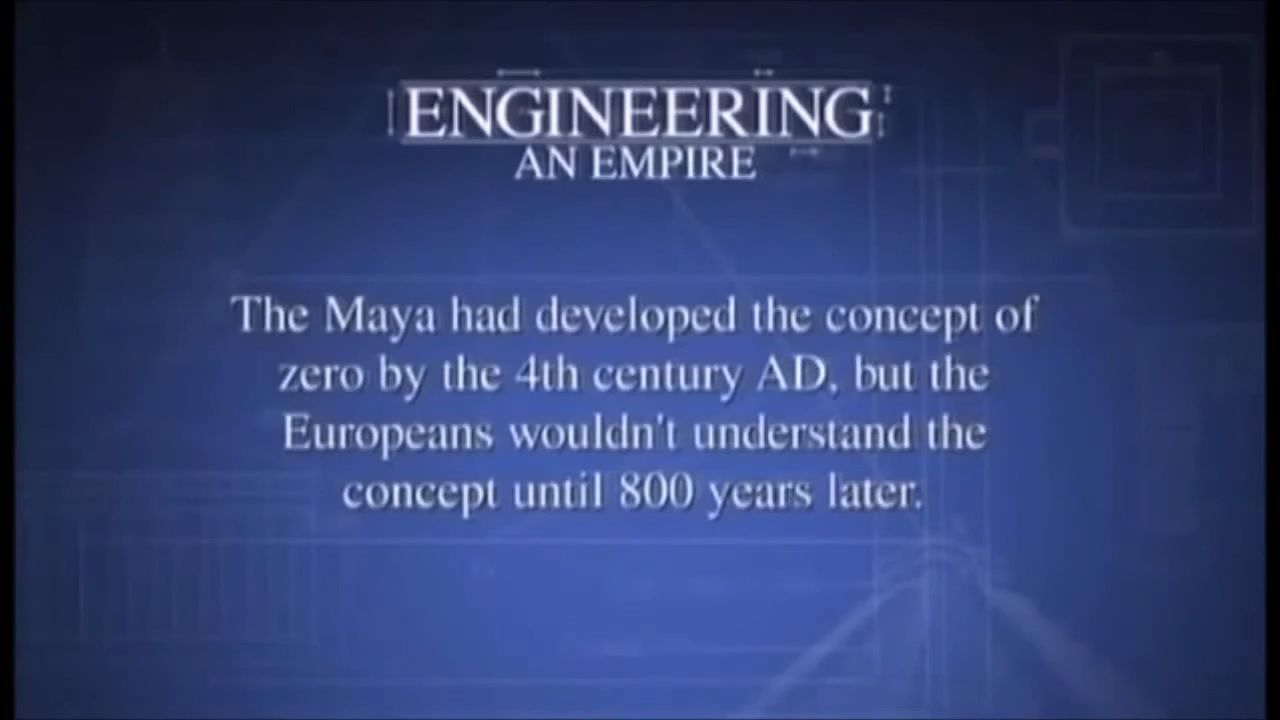 ENGINEERING
AN EMPIRE
The Maya had developed the concept of
zero by the 4th century AD, but the
Europeans wouldn't understand the
concept until 800 years later.